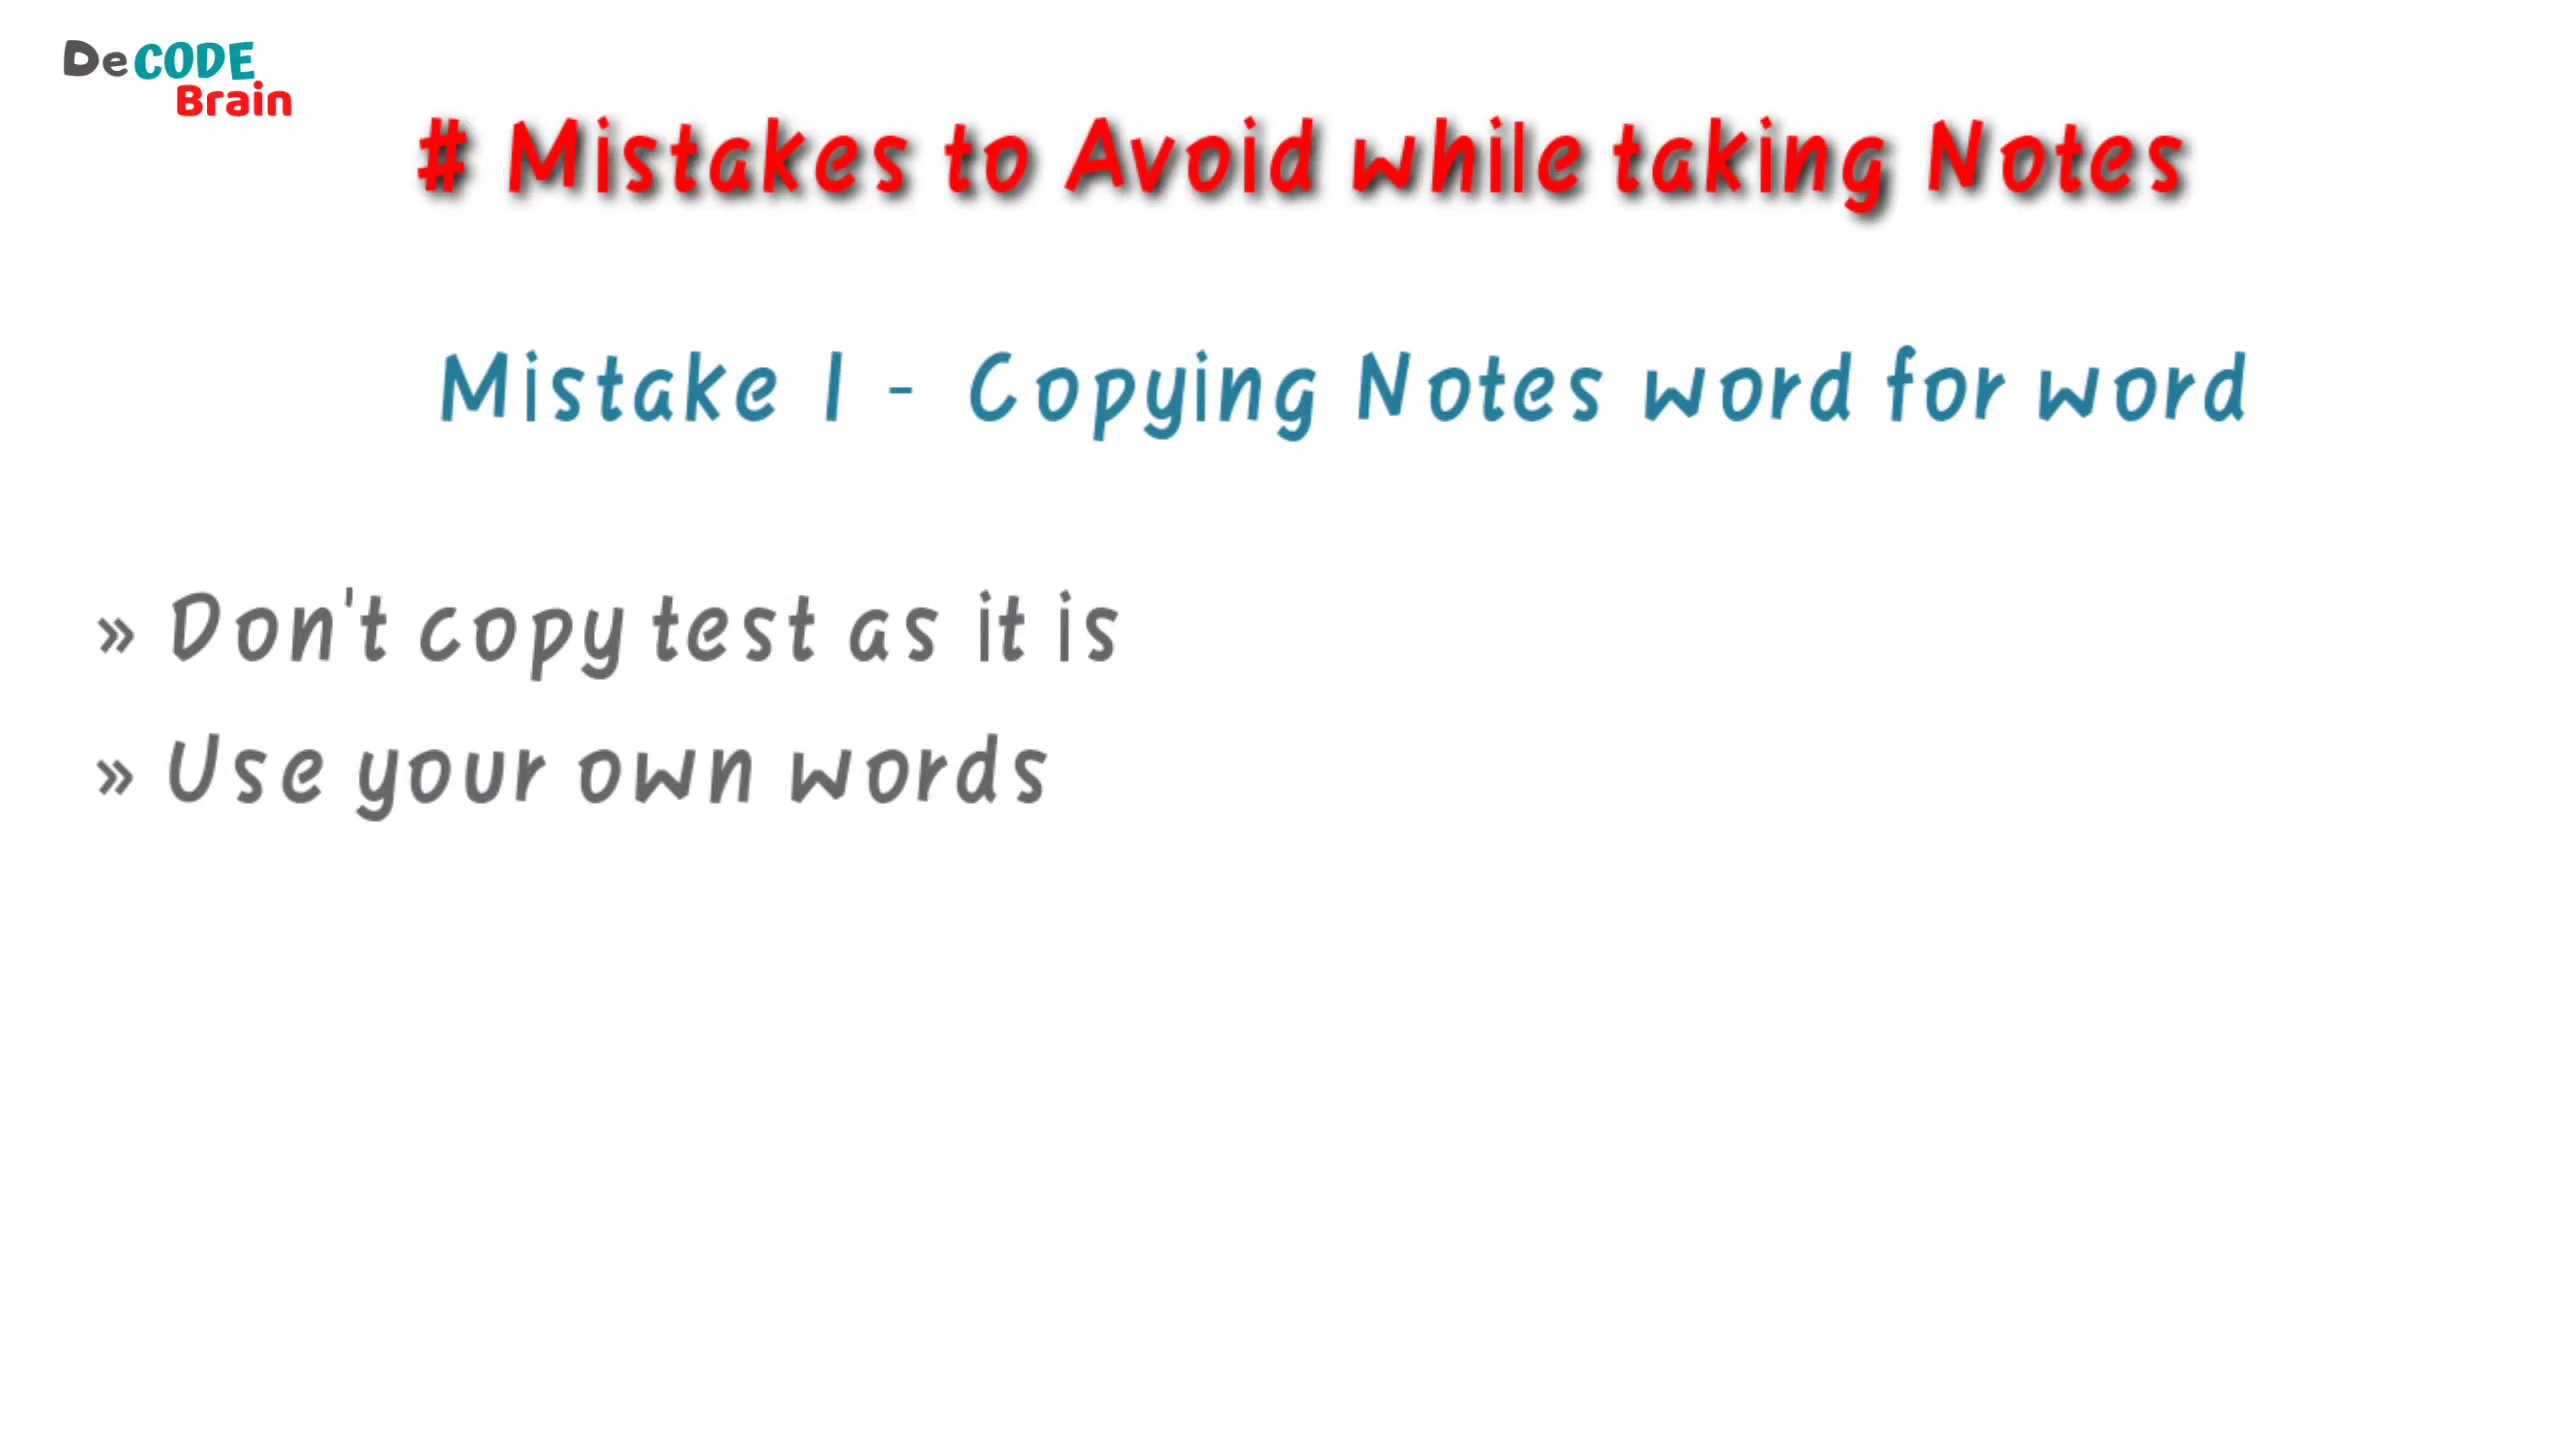 DeCODE
Brain
# Mistakes to Avoid while taking Notes
Mistake 1 - Copying Notes word for word
» Don't copy test as it is
» Use your own words